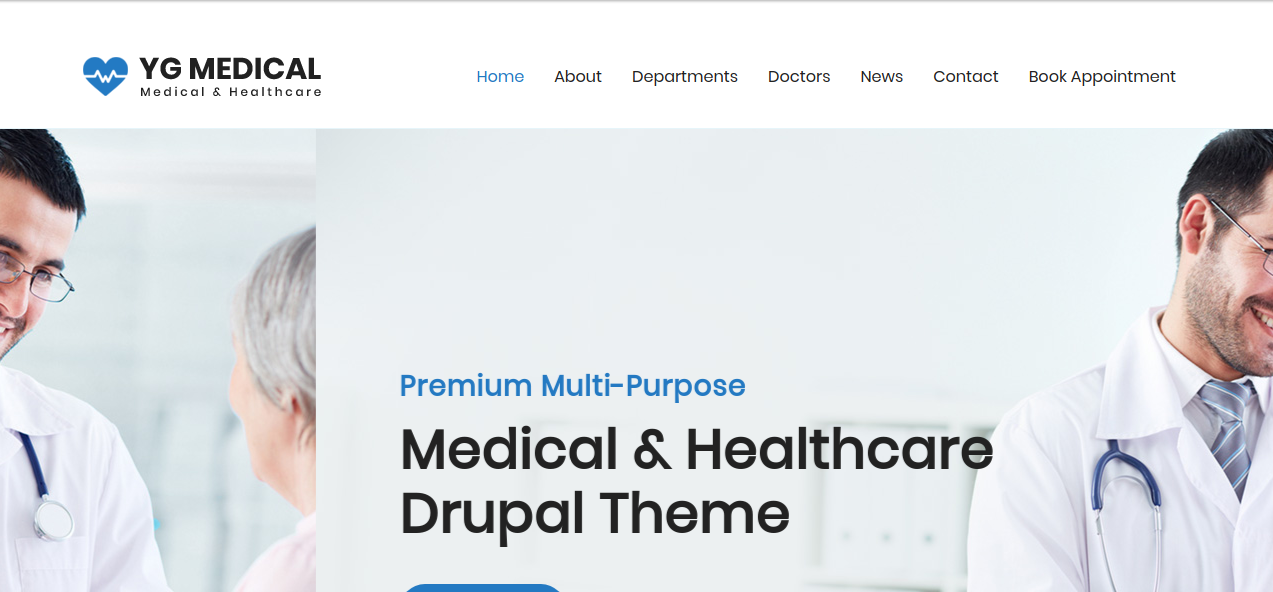 YG MEDICAL
Medical & Healthcare
Home About Departments Doctors News Contact Book Appointment
Premium Multi-Purpose
Medical & Healthcare
Drupal Theme